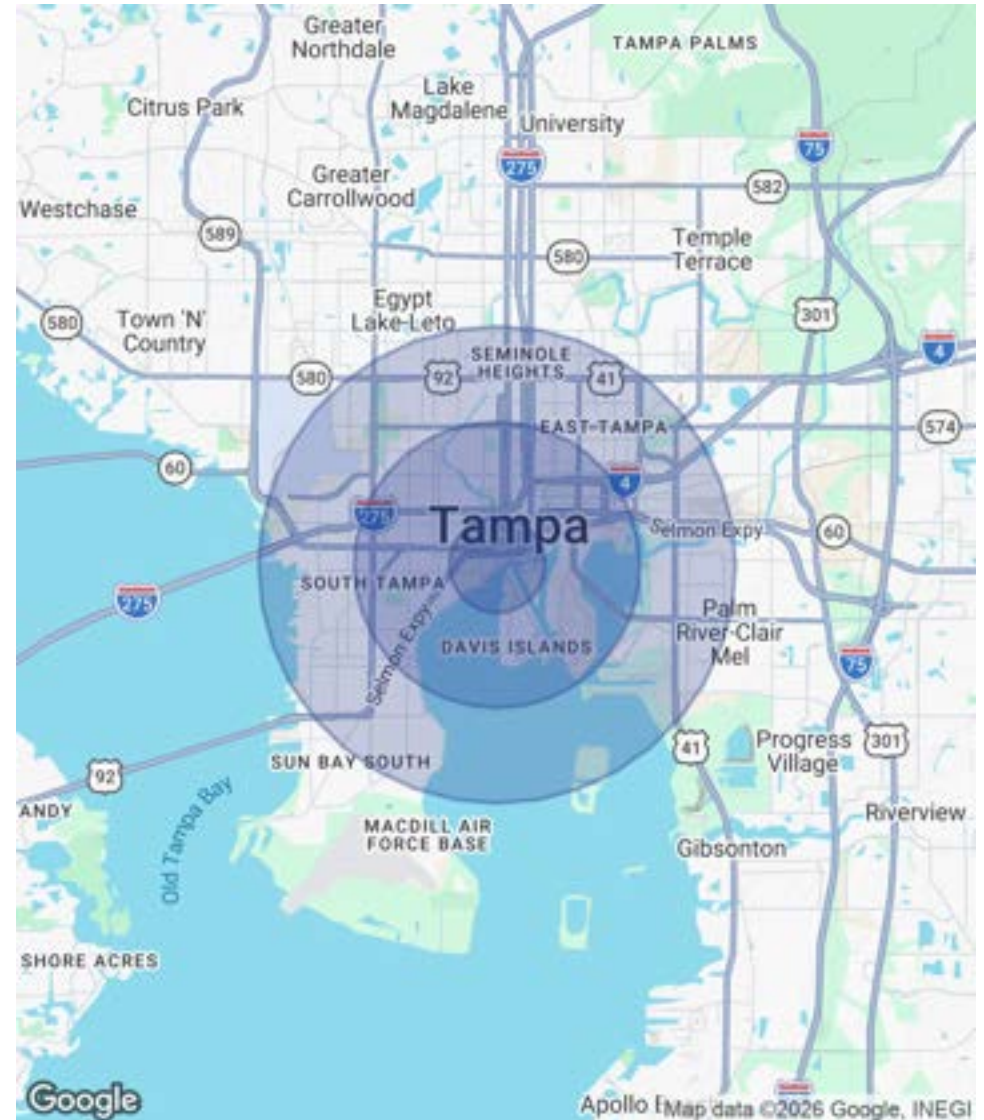 Greater
Northdale
TAMPA PALMS
Lake
Magdalene
Citrus Park
University
75
275
Greater
Carrollwood
582
Westchase
589
Temple
Terrace
580
Egypt
Lake-Leto
301
580
Town 'N'
Country
4
SEMINOLE
HEIGHTS
580
92
41
EAST TAMPA
574
60
4
275
Tampa
Selmon Expy
60
SOUTH TAMPA
275
Palm
River-Clair
Mel
Selmon Expy
DAVIS ISLANDS
75
41
Progress
Village
301
SUN BAY SOUTH
92
Old Tampa Bay
ANDY
Riverview
MACDILL AIR
FORCE BASE
Gibsonton
SHORE ACRES
Google
Apollo
Map data ©2026 Google, INEGI